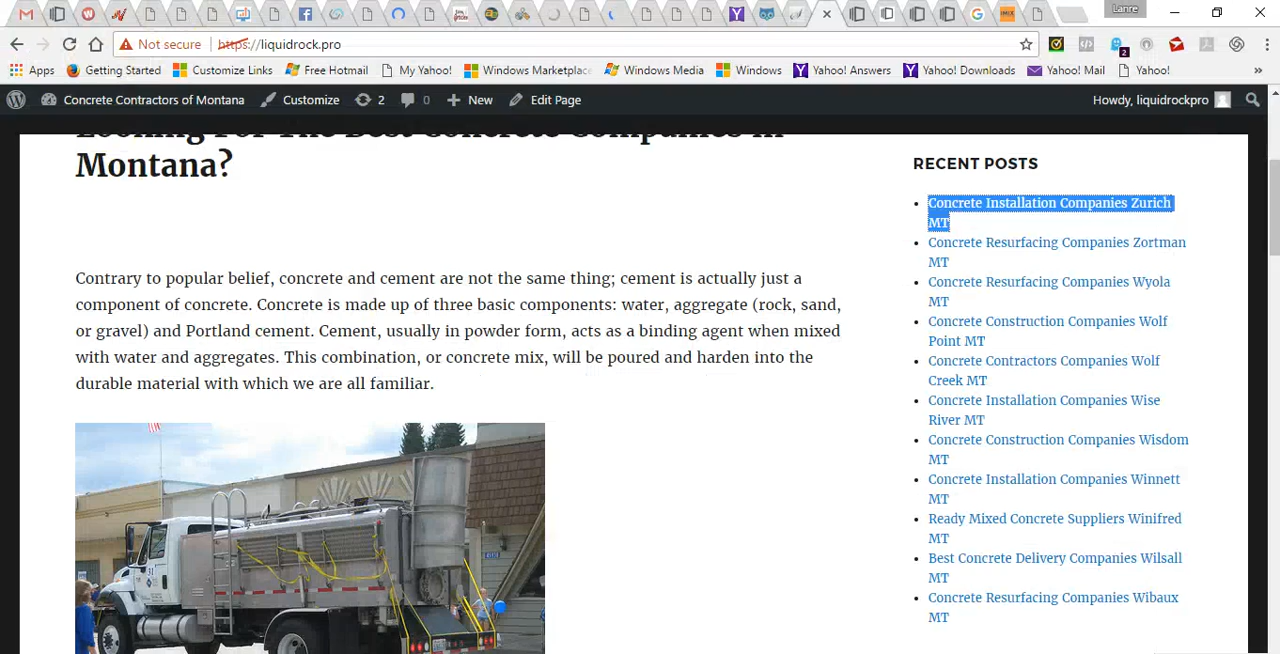 Lanre
Not secure https://liquidrock.pro
2
Apps Getting Started Customize Links Free Hotmail My Yahoo! Windows Marketplace Windows Media Windows Yahoo! Answers Yahoo! Downloads Yahoo! Mail Yahoo! »
Concrete Contractors of Montana Customize 2 0 New Edit Page Howdy, liquidrockpro
Looking For The Best Concrete Companies in
Montana?
Contrary to popular belief, concrete and cement are not the same thing; cement is actually just a
component of concrete. Concrete is made up of three basic components: water, aggregate (rock, sand,
or gravel) and Portland cement. Cement, usually in powder form, acts as a binding agent when mixed
with water and aggregates. This combination, or concrete mix, will be poured and harden into the
durable material with which we are all familiar.
RECENT POSTS
Concrete Installation Companies Zurich
MT
Concrete Resurfacing Companies Zortman
MT
Concrete Resurfacing Companies Wyola
MT
Concrete Construction Companies Wolf
Point MT
Concrete Contractors Companies Wolf
Creek MT
Concrete Installation Companies Wise
River MT
Concrete Construction Companies Wisdom
MT
Concrete Installation Companies Winnett
MT
Ready Mixed Concrete Suppliers Winifred
MT
Best Concrete Delivery Companies Wilsall
MT
Concrete Resurfacing Companies Wibaux
MT